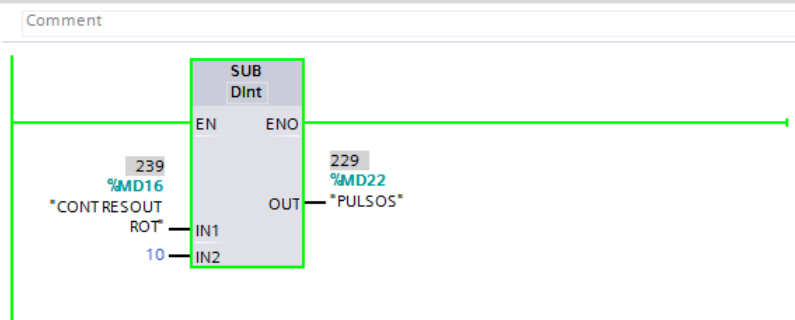 Comment
SUB
DInt
EN ENO
239
%MD16
"CONTRESOUT
ROT"
IN1
10
IN2
229
%MD22
OUT
"PULSOS"